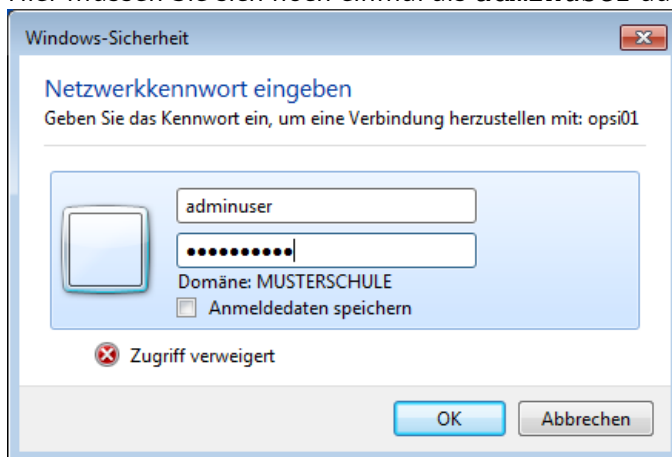 Windows-Sicherheit
Netzwerkkennwort eingeben
Geben Sie das Kennwort ein, um eine Verbindung herzustellen mit: opsi01
adminuser
●●●●●●●●●●
Domäne: MUSTERSCHULE
Anmeldedaten speichern
Zugriff verweigert
OK Abbrechen